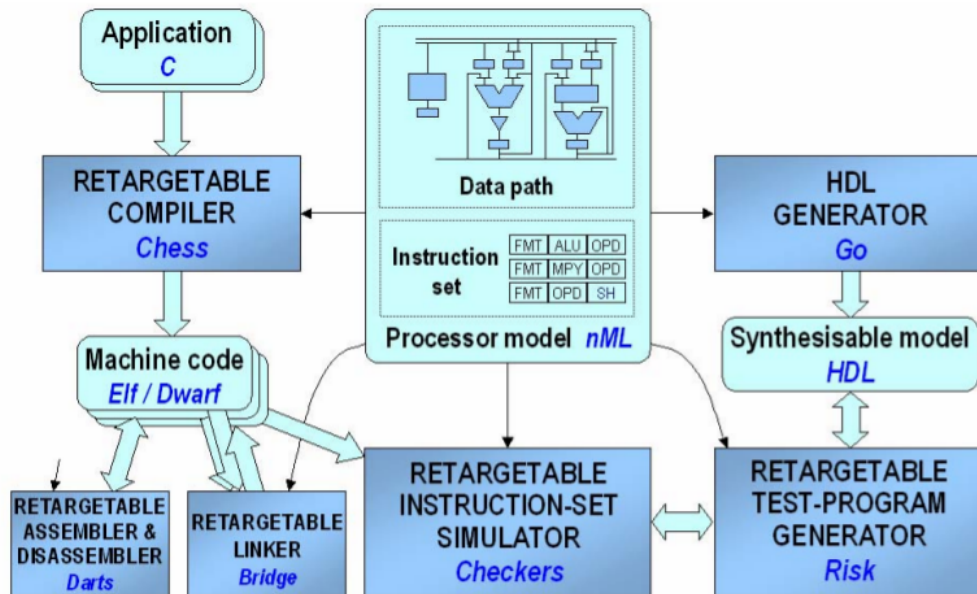 Application
C
RETARGETABLE
COMPILER
Chess
Data path
Instruction
set
FMT ALU OPD
FMT MPY OPD
FMT OPD SH
Processor model nML
HDL
GENERATOR
Go
Machine code
Elf / Dwarf
Synthesisable model
HDL
RETARGETABLE
ASSEMBLER &
DISASSEMBLER
Darts
RETARGETABLE
LINKER
Bridge
RETARGETABLE
INSTRUCTION-SET
SIMULATOR
Checkers
RETARGETABLE
TEST-PROGRAM
GENERATOR
Risk